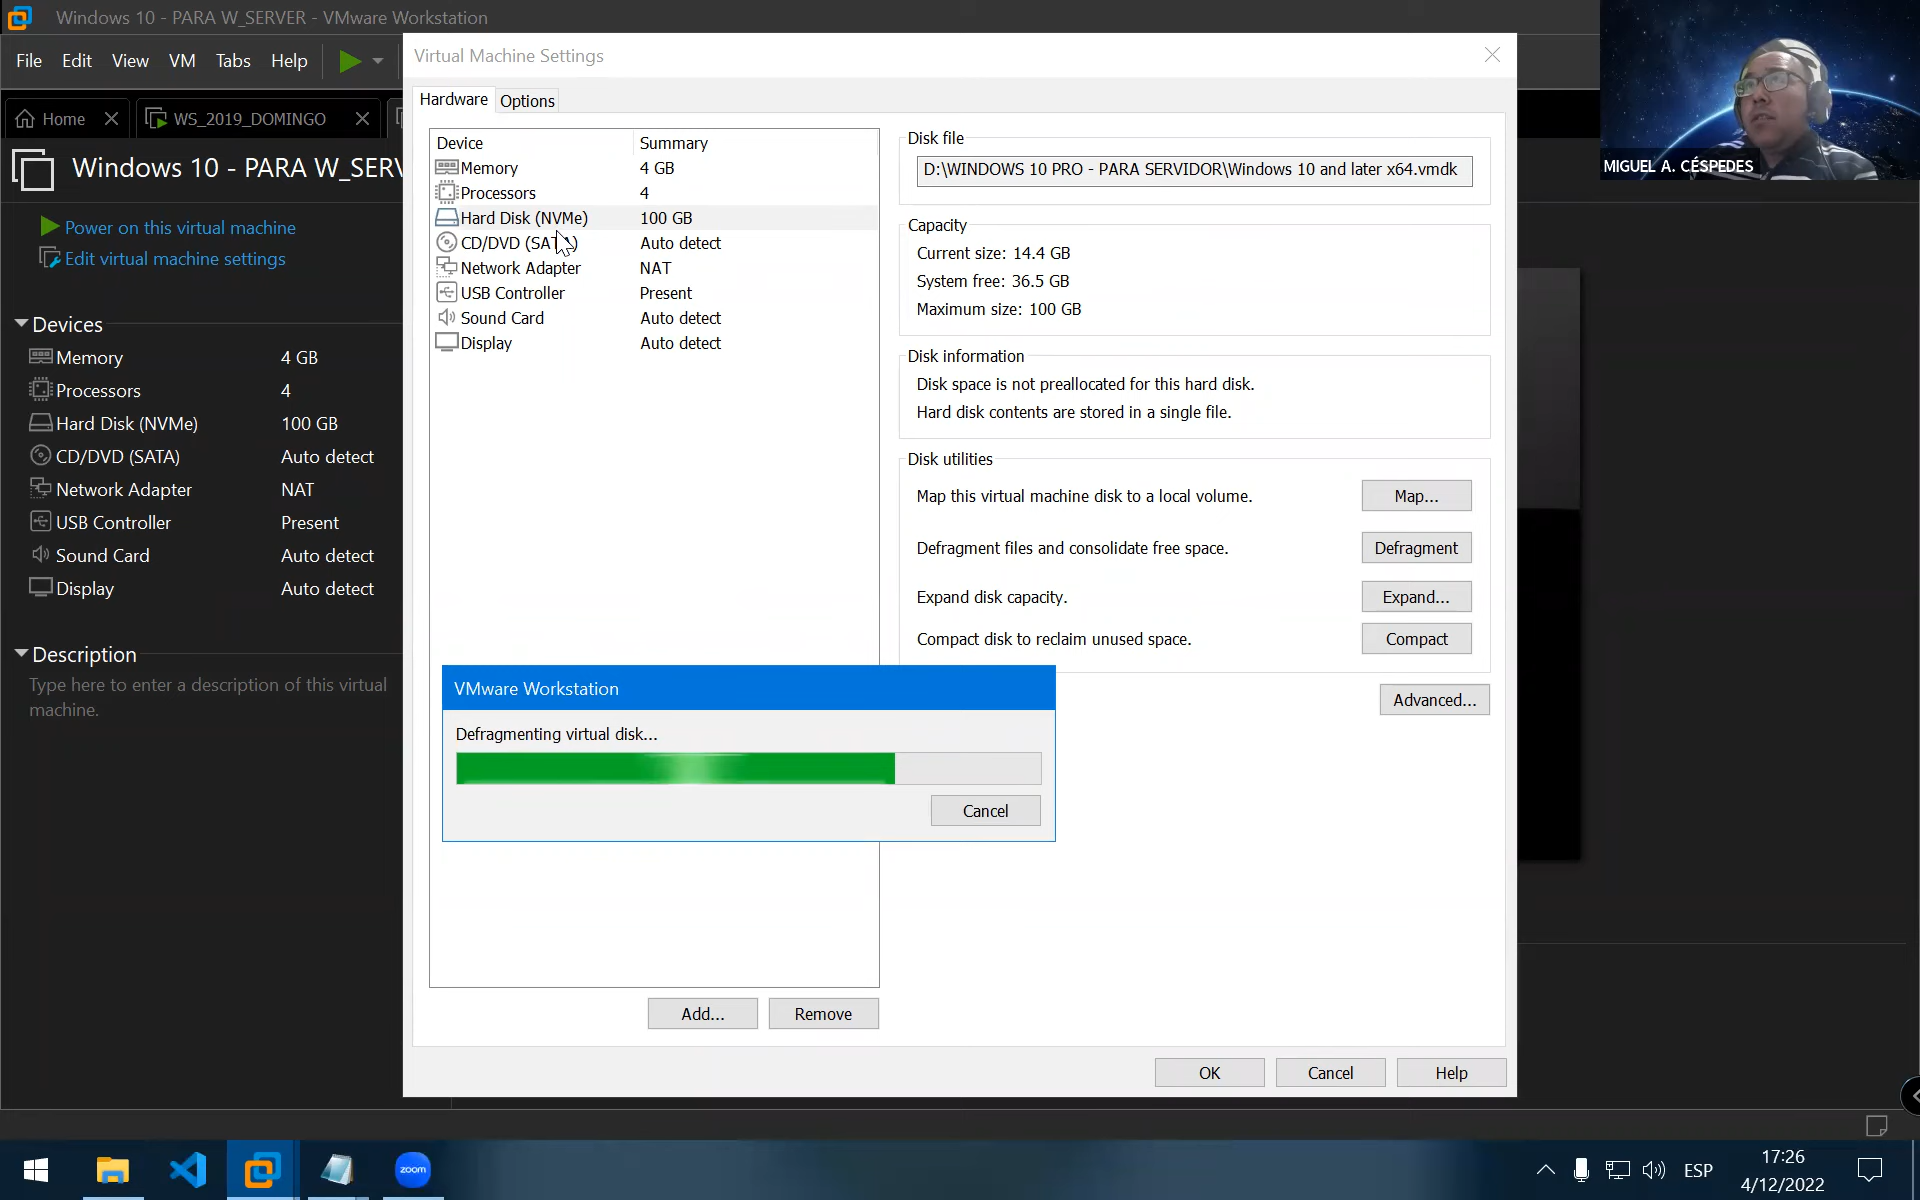 Windows 10 - PARA W_SERVER - VMware Workstation
File Edit View VM Tabs Help
Home
WS_2019_DOMINGO
Windows 10 - PARA W_SERV
Power on this virtual machine
Edit virtual machine settings
Devices
Memory 4 GB
Processors 4
Hard Disk (NVMe) 100 GB
CD/DVD (SATA) Auto detect
Network Adapter NAT
USB Controller Present
Sound Card Auto detect
Display Auto detect
Description
Type here to enter a description of this virtual
machine.
Virtual Machine Settings
Hardware Options
Device Summary
Memory 4 GB
Processors 4
Hard Disk (NVMe) 100 GB
CD/DVD (SATA) Auto detect
Network Adapter NAT
USB Controller Present
Sound Card Auto detect
Display Auto detect
Add... Remove
Disk file
D:\WINDOWS 10 PRO - PARA SERVIDOR\Windows 10 and later x64.vmdk
Capacity
Current size: 14.4 GB
System free: 36.5 GB
Maximum size: 100 GB
Disk information
Disk space is not preallocated for this hard disk.
Hard disk contents are stored in a single file.
Disk utilities
Map this virtual machine disk to a local volume. Map...
Defragment files and consolidate free space. Defragment
Expand disk capacity. Expand...
Compact disk to reclaim unused space. Compact
Advanced...
VMware Workstation
Defragmenting virtual disk...
Cancel
OK Cancel Help
MIGUEL A. CÉSPEDES
zoom
ESP
17:26
4/12/2022